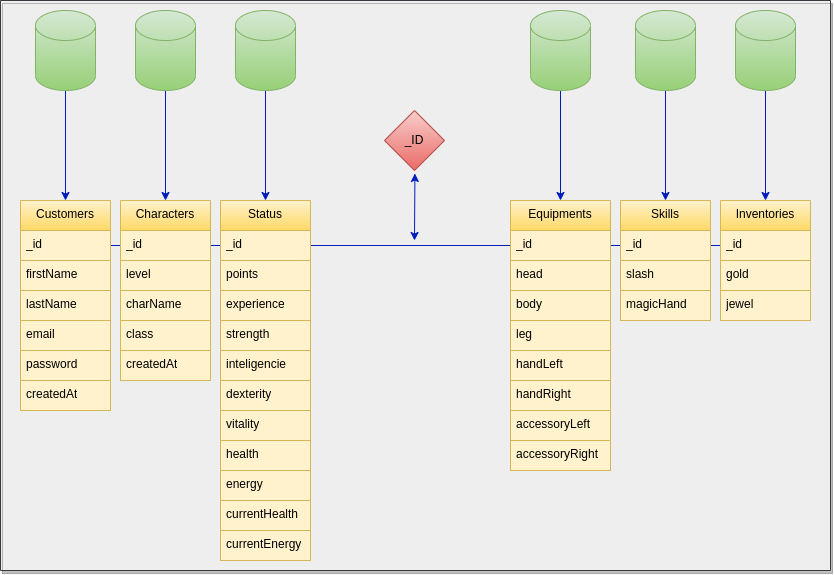 _ID
Customers
_id
firstName
lastName
email
password
createdAt
Characters
_id
level
charName
class
createdAt
Status
_id
points
experience
strength
inteligencie
dexterity
vitality
health
energy
currentHealth
currentEnergy
Equipments
_id
head
body
leg
handLeft
handRight
accessoryLeft
accessoryRight
Skills
_id
slash
magicHand
Inventories
_id
gold
jewel